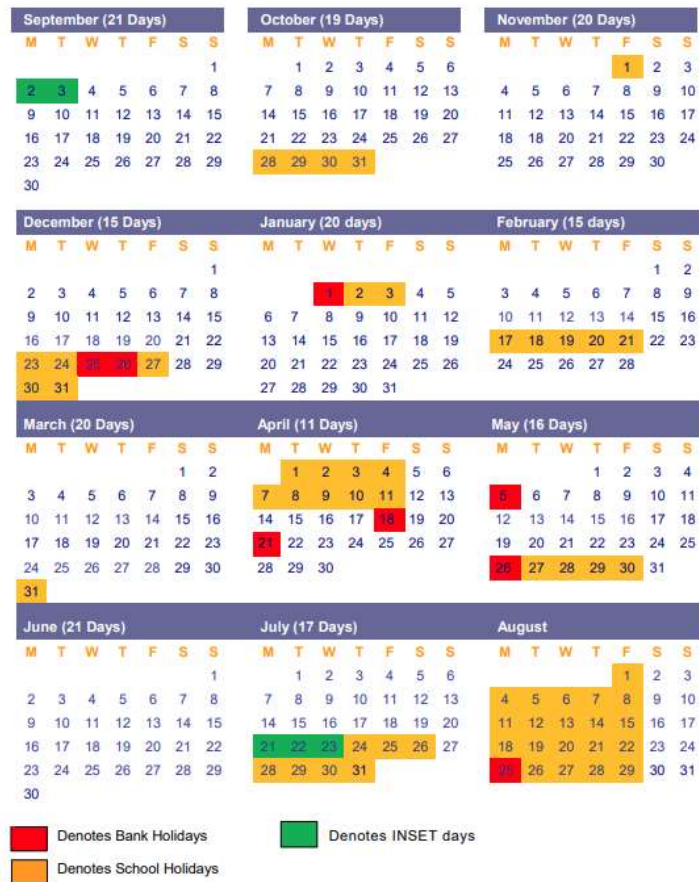 September (21 Days)
M T W T F S S
1
2 3 4 5 6 7 8
9 10 11 12 13 14 15
16 17 18 19 20 21 22
23 24 25 26 27 28 29
30
October (19 Days)
M T W T F S S
1 2 3 4 5 6
7 8 9 10 11 12 13
14 15 16 17 18 19 20
21 22 23 24 25 26 27
28 29 30 31
November (20 Days)
M T W T F S S
1 2 3
4 5 6 7 8 9 10
11 12 13 14 15 16 17
18 18 20 21 22 23 24
25 26 27 28 29 30
December (15 Days)
M T W T F S S
1
2 3 4 5 6 7 8
9 10 11 12 13 14 15
16 17 18 19 20 21 22
23 24 25 26 27 28 29
30 31
January (20 days)
M T W T F S S
1 2 3 4 5
6 7 8 9 10 11 12
13 14 15 16 17 18 19
20 21 22 23 24 25 26
27 28 29 30 31
February (15 days)
M T W T F S S
1 2
3 4 5 6 7 8 9
10 11 12 13 14 15 16
17 18 19 20 21 22 23
24 25 26 27 28
March (20 Days)
M T W T F S S
1 2
3 4 5 6 7 8 9
10 11 12 13 14 15 16
17 18 19 20 21 22 23
24 25 26 27 28 29 30
31
April (11 Days)
M T W T F S S
1 2 3 4 5 6
7 8 9 10 11 12 13
14 15 16 17 18 19 20
21 22 23 24 25 26 27
28 29 30
May (16 Days)
M T W T F S S
1 2 3 4
5 6 7 8 9 10 11
12 13 14 15 16 17 18
19 20 21 22 23 24 25
26 27 28 29 30 31
June (21 Days)
M T W T F S S
1
2 3 4 5 6 7 8
9 10 11 12 13 14 15
16 17 18 19 20 21 22
23 24 25 26 27 28 29
30
July (17 Days)
M T W T F S S
1 2 3 4 5 6
7 8 9 10 11 12 13
14 15 16 17 18 19 20
21 22 23 24 25 26 27
28 29 30 31
August
M T W T F S S
1 2 3
4 5 6 7 8 9 10
11 12 13 14 15 16 17
18 19 20 21 22 23 24
25 26 27 28 29 30 31
Denotes Bank Holidays
Denotes INSET days
Denotes School Holidays